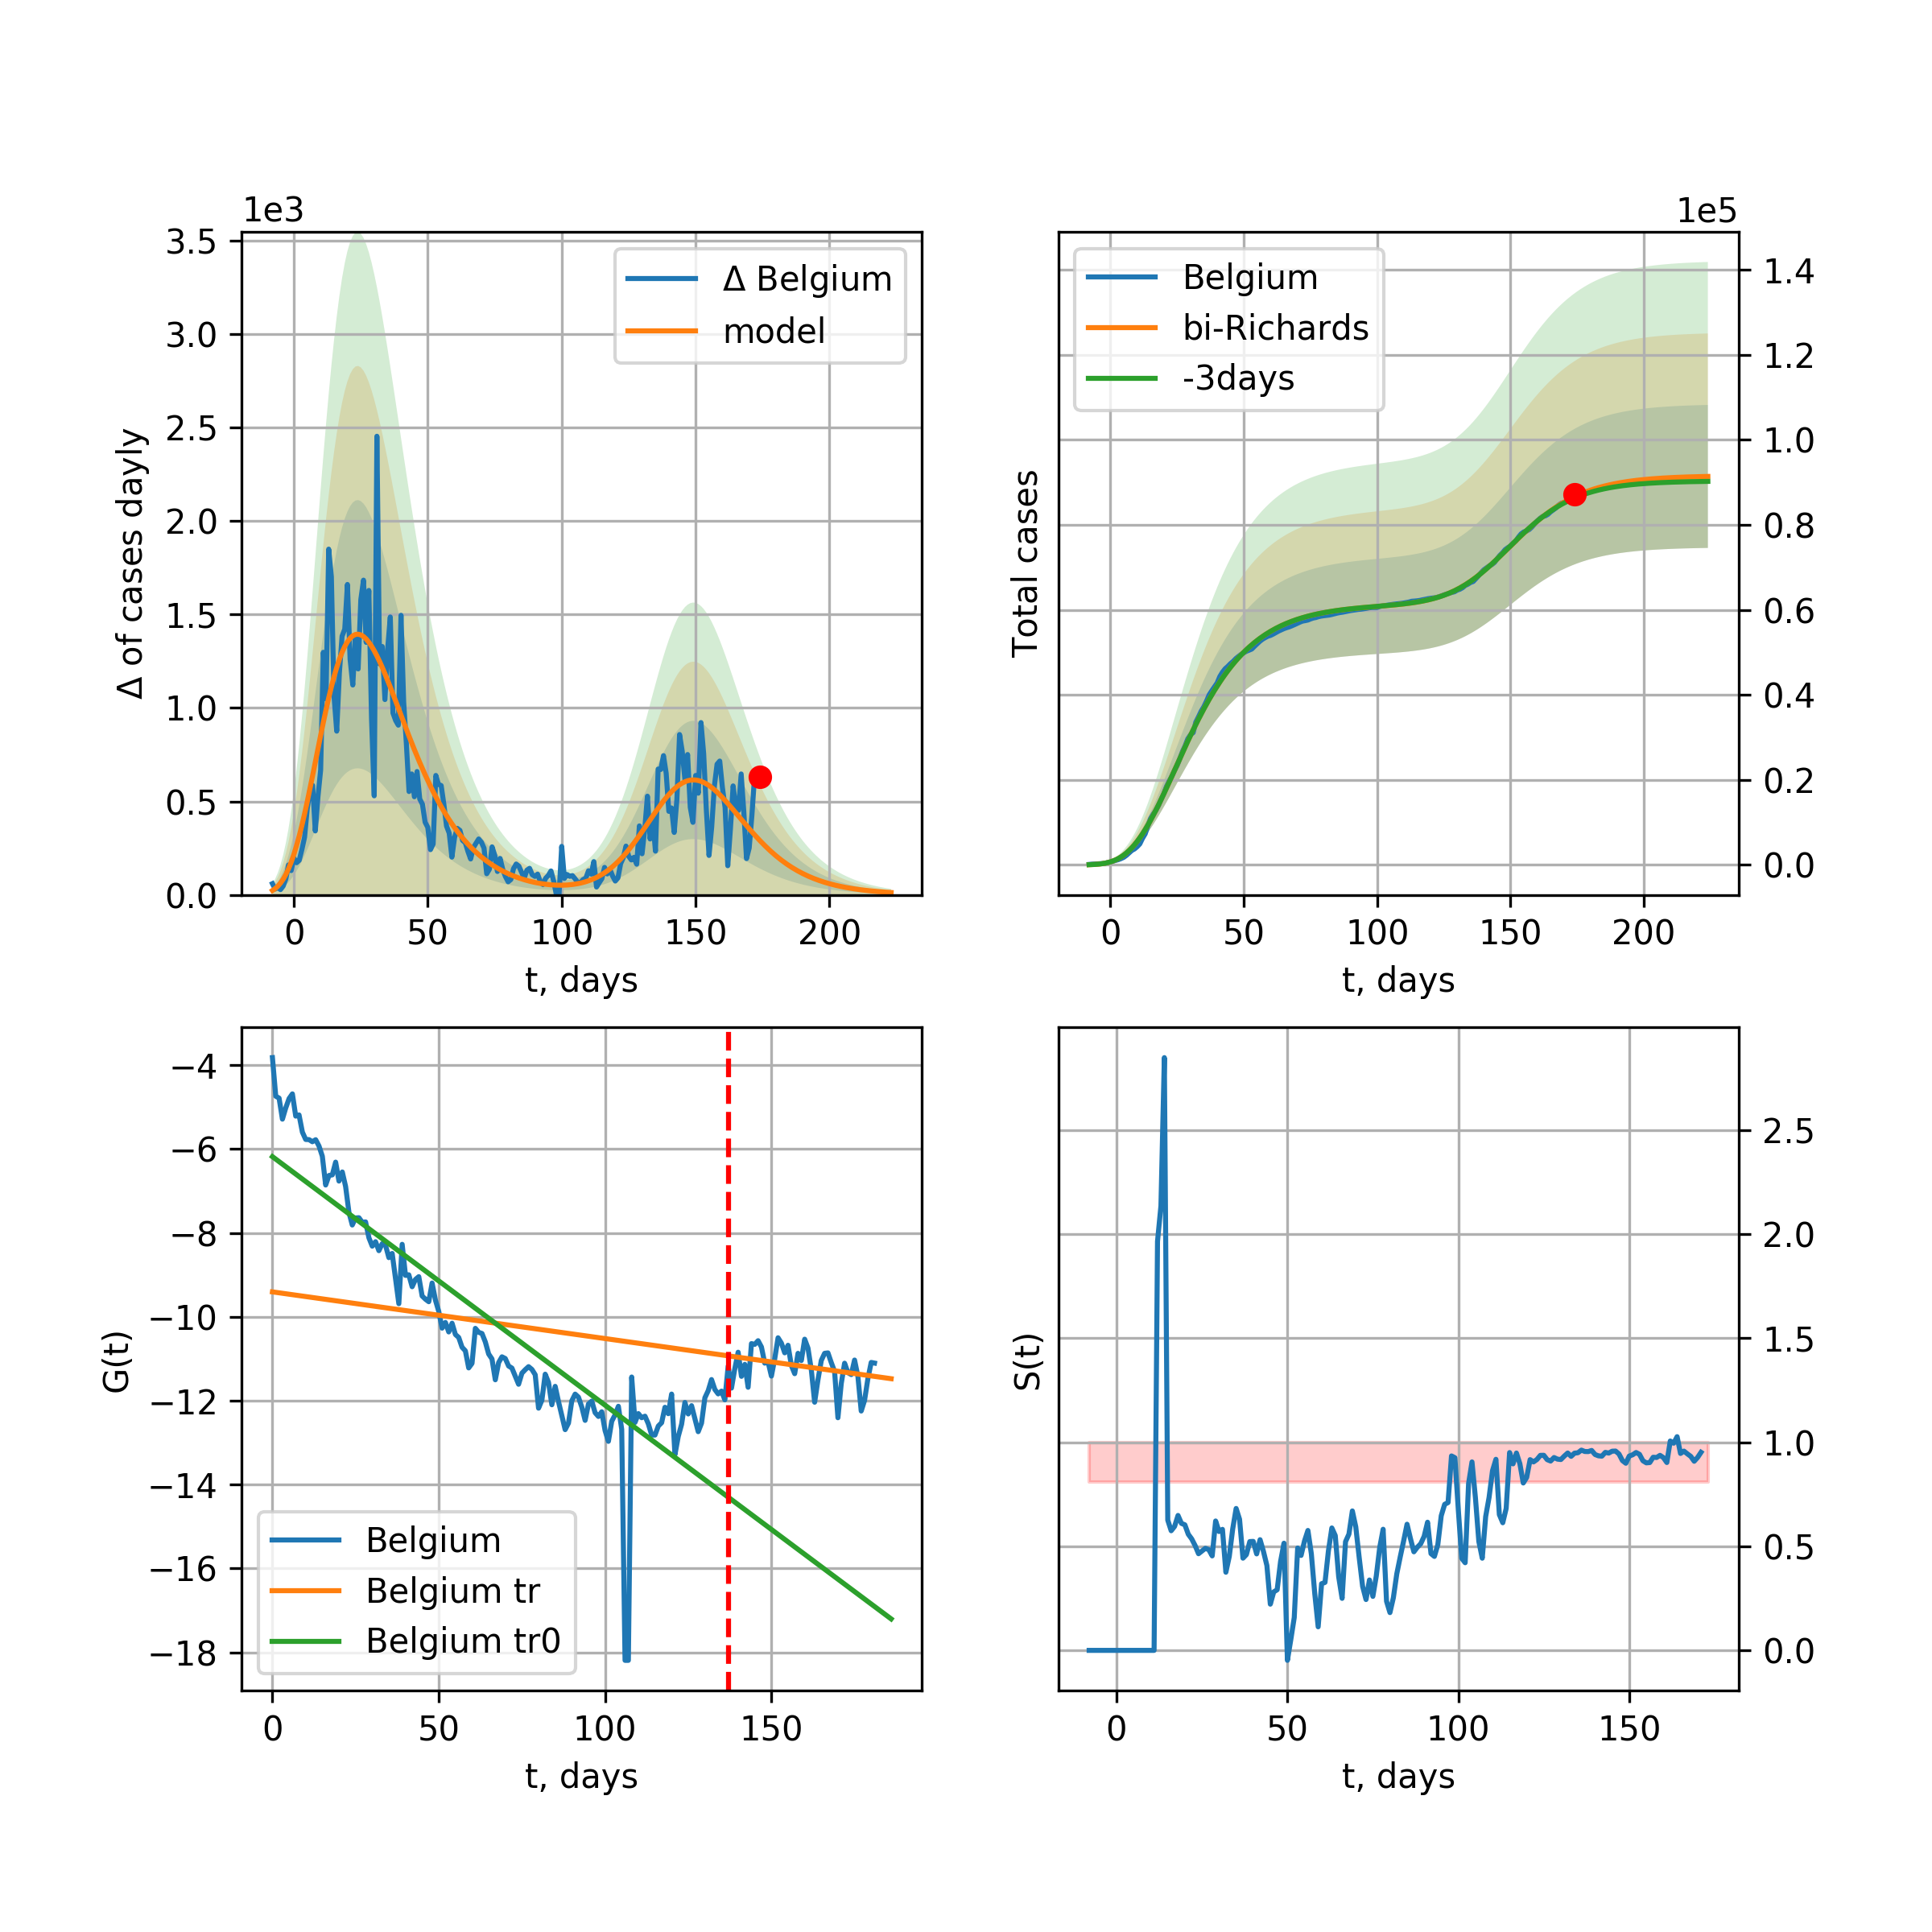 1e3
3.5
3.0
2.5
2.0
1.5
1.0
0.5
0.0
Δ of cases dayly
Δ Belgium
model
0 50 100 150 200
t, days
1e5
Total cases
Belgium
bi-Richards
-3days
1.4
1.2
1.0
0.8
0.6
0.4
0.2
0.0
0 50 100 150 200
t, days
−4
−6
−8
−10
−12
−14
−16
−18
G(t)
Belgium
Belgium tr
Belgium tr0
0 50 100 150
t, days
S(t)
2.5
2.0
1.5
1.0
0.5
0.0
0 50 100 150
t, days